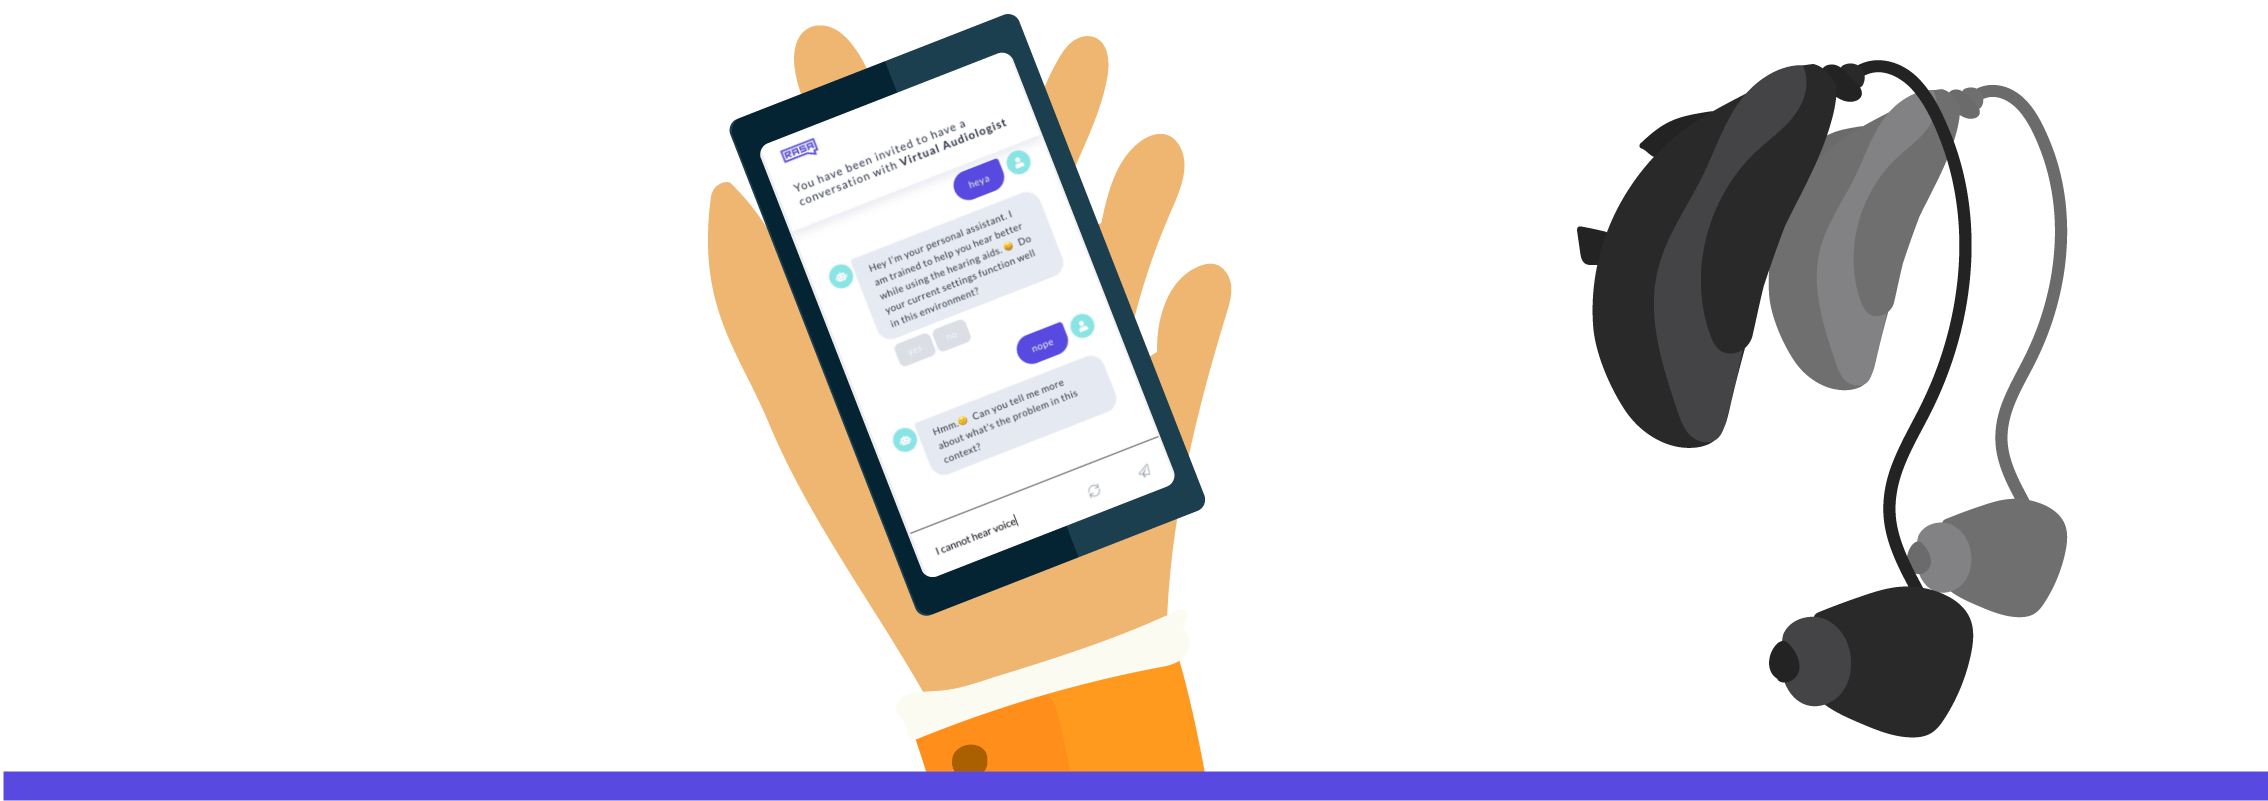 RASA
You have been invited to have a
conversation with Virtual Audiologist
heya
Hey I'm your personal assistant. I
am trained to help you hear better
while using the hearing aids. 😄 Do
your current settings function well
in this environment?
yes
no
nope
Hmm.😕 Can you tell me more
about what's the problem in this
context?
I cannot hear voice